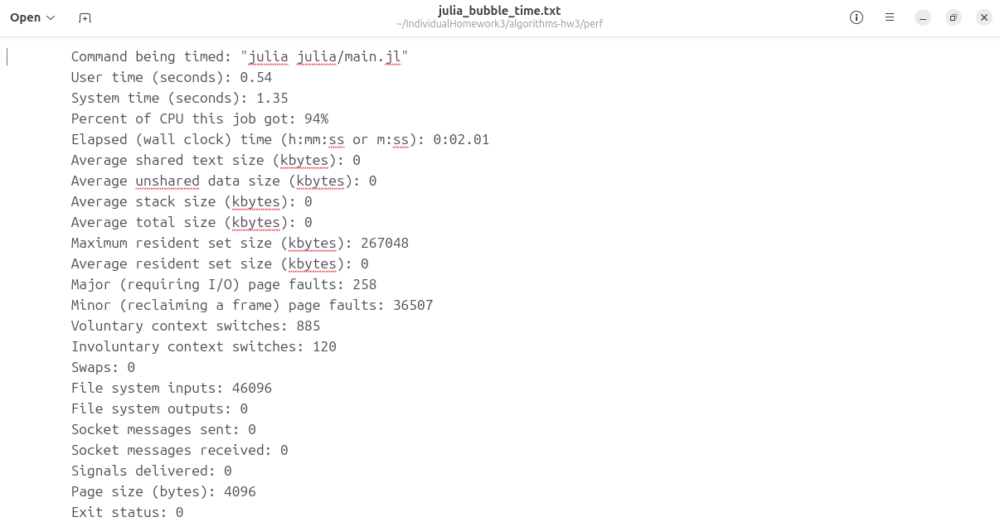 Open
julia_bubble_time.txt
~/IndividualHomework3/algorithms-hw3/perf
Command being timed: "julia julia/main.jl"
User time (seconds): 0.54
System time (seconds): 1.35
Percent of CPU this job got: 94%
Elapsed (wall clock) time (h:mm:ss or m:ss): 0:02.01
Average shared text size (kbytes): 0
Average unshared data size (kbytes): 0
Average stack size (kbytes): 0
Average total size (kbytes): 0
Maximum resident set size (kbytes): 267048
Average resident set size (kbytes): 0
Major (requiring I/O) page faults: 258
Minor (reclaiming a frame) page faults: 36507
Voluntary context switches: 885
Involuntary context switches: 120
Swaps: 0
File system inputs: 46096
File system outputs: 0
Socket messages sent: 0
Socket messages received: 0
Signals delivered: 0
Page size (bytes): 4096
Exit status: 0